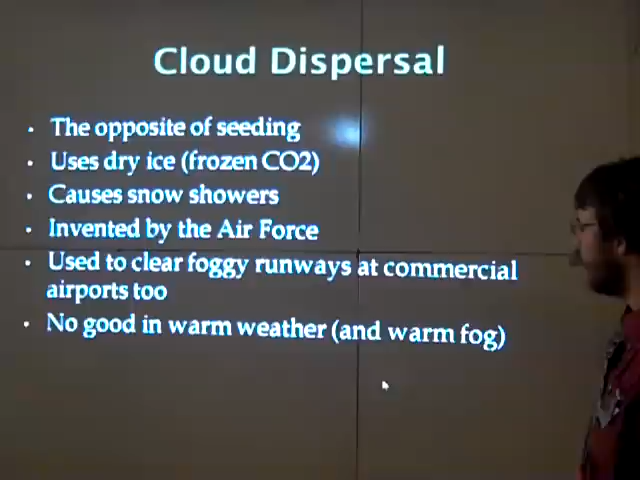 Cloud Dispersal
• The opposite of seeding
• Uses dry ice (frozen CO2)
• Causes snow showers
• Invented by the Air Force
• Used to clear foggy runways at commercial
airports too
• No good in warm weather (and warm fog)